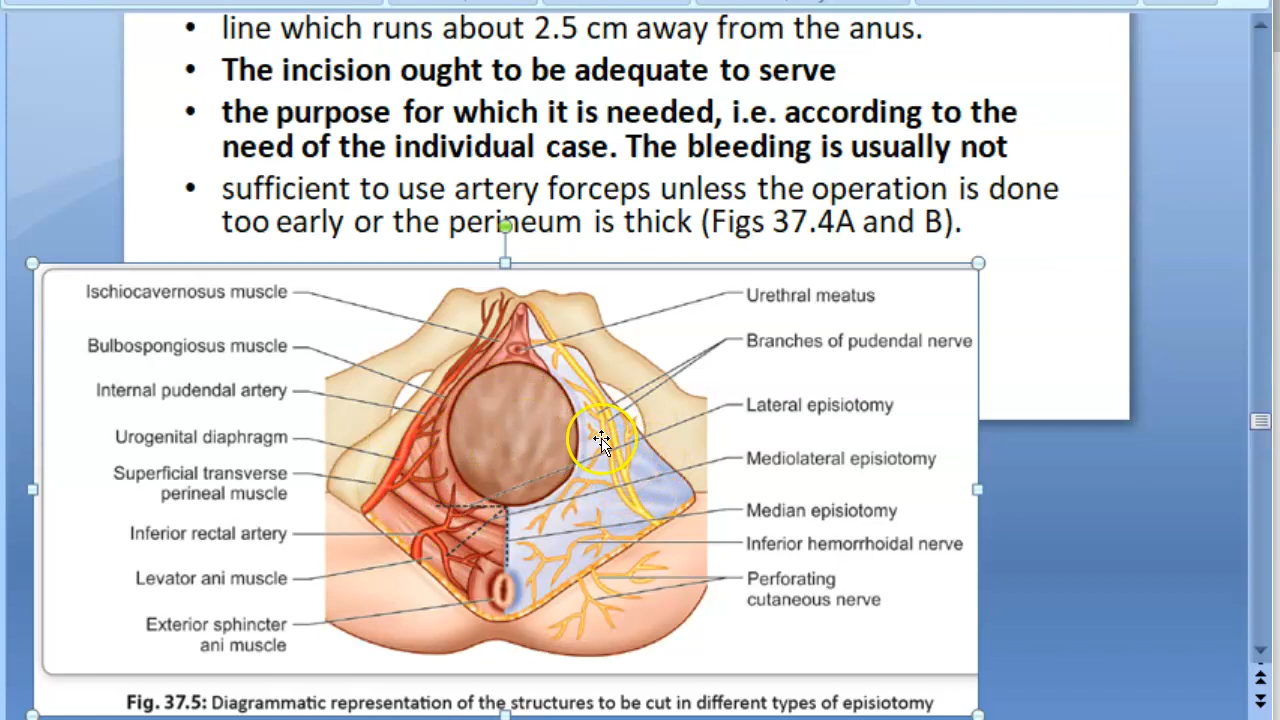 line which runs about 2.5 cm away from the anus.
The incision ought to be adequate to serve
the purpose for which it is needed, i.e. according to the
need of the individual case. The bleeding is usually not
sufficient to use artery forceps unless the operation is done
too early or the perineum is thick (Figs 37.4A and B).
Ischiocavernosus muscle
Bulbospongiosus muscle
Internal pudendal artery
Urogenital diaphragm
Superficial transverse
perineal muscle
Inferior rectal artery
Levator ani muscle
Exterior sphincter
ani muscle
Urethral meatus
Branches of pudendal nerve
Lateral episiotomy
Mediolateral episiotomy
Median episiotomy
Inferior hemorrhoidal nerve
Perforating
cutaneous nerve
Fig. 37.5: Diagrammatic representation of the structures to be cut in different types of episiotomy